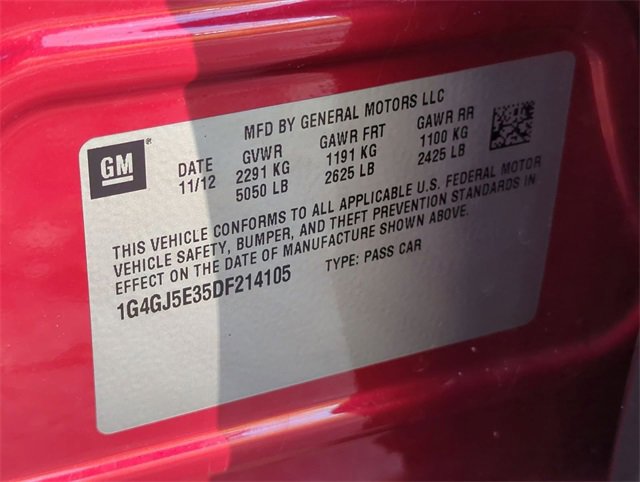 MFD BY GENERAL MOTORS LLC
GM®
DATE GVWR GAWR FRT GAWR RR
11/12 2291 KG 1191 KG 1100 KG
5050 LB 2625 LB 2425 LB
THIS VEHICLE CONFORMS TO ALL APPLICABLE U.S. FEDERAL MOTOR
VEHICLE SAFETY, BUMPER, AND THEFT PREVENTION STANDARDS IN
EFFECT ON THE DATE OF MANUFACTURE SHOWN ABOVE.
1G4GJ5E35DF214105 TYPE: PASS CAR